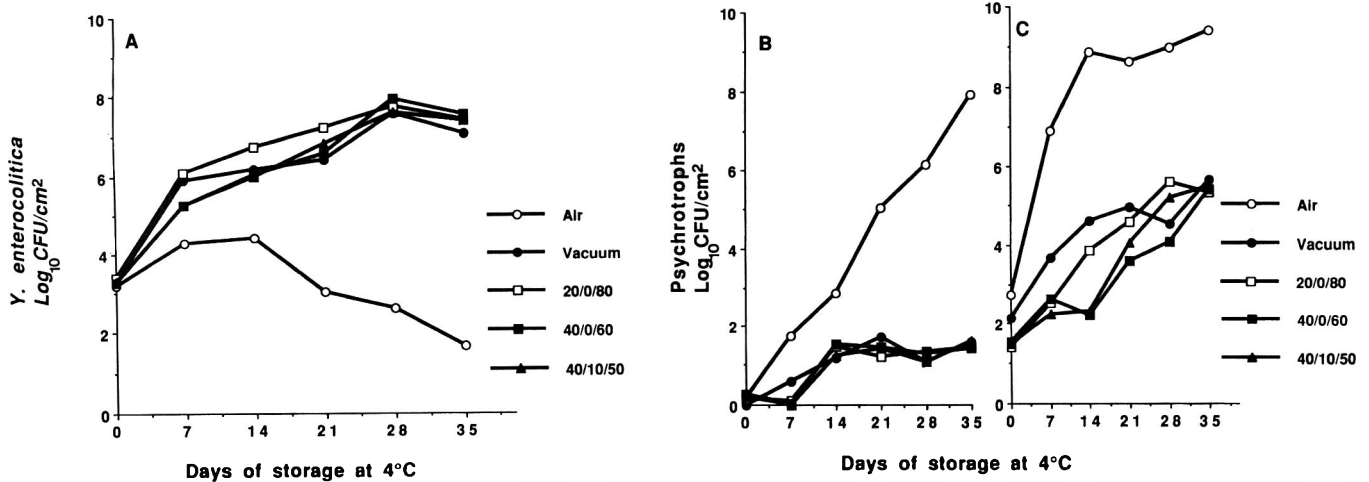 A
Y. enterocolitica
Log10CFU/cm2
10
8
6
4
2
0
0 7 14 21 28 35
Days of storage at 4°C
Air
Vacuum
20/0/80
40/0/60
40/10/50
B
Psychrotrophs
Log10CFU/cm2
10
8
6
4
2
0
0 7 14 21 28 35
C
10
8
6
4
2
0
0 7 14 21 28 35
Days of storage at 4°C
Air
Vacuum
20/0/80
40/0/60
40/10/50